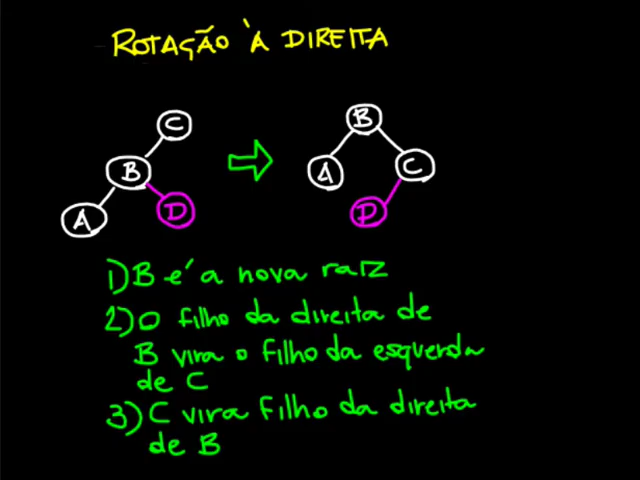 ROTAÇÃO À DIREITA
C
B
A
D
B
A
C
D
1) B é a nova raiz
2) O filho da direita de
B vira o filho da esquerda
de C
3) C vira filho da direita
de B